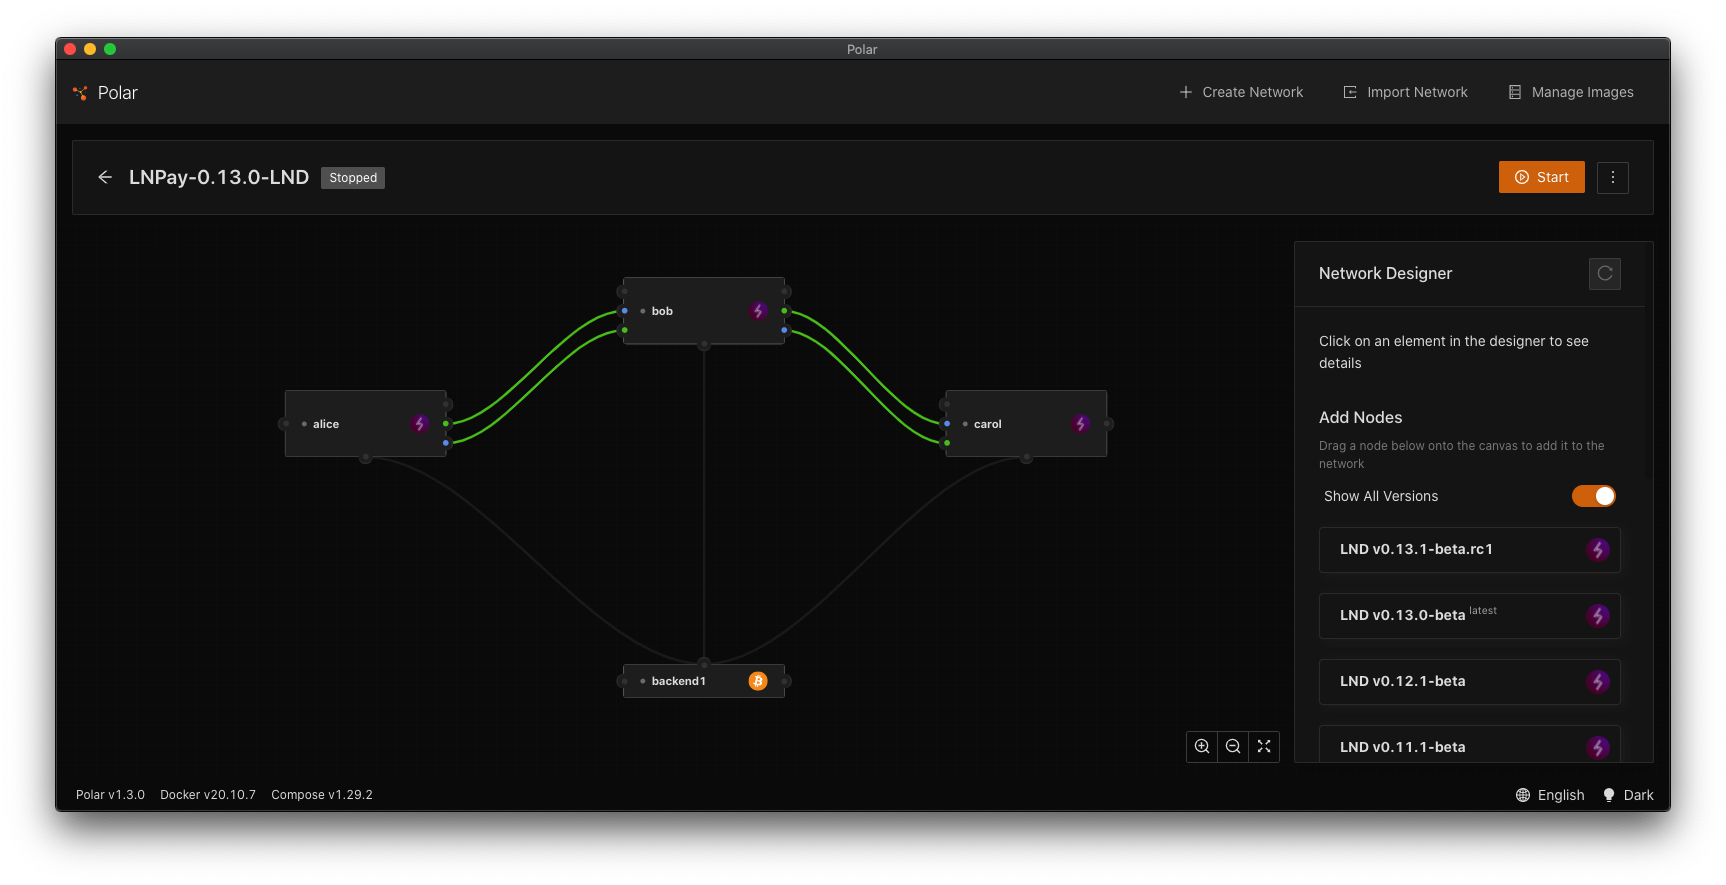 Polar
Polar
Create Network
Import Network
Manage Images
LNPay-0.13.0-LND
Stopped
Start
bob
alice
carol
backend1
Network Designer
Click on an element in the designer to see
details
Add Nodes
Drag a node below onto the canvas to add it to the
network
Show All Versions
LND v0.13.1-beta.rc1
LND v0.13.0-beta latest
LND v0.12.1-beta
LND v0.11.1-beta
Polar v1.3.0
Docker v20.10.7
Compose v1.29.2
English
Dark